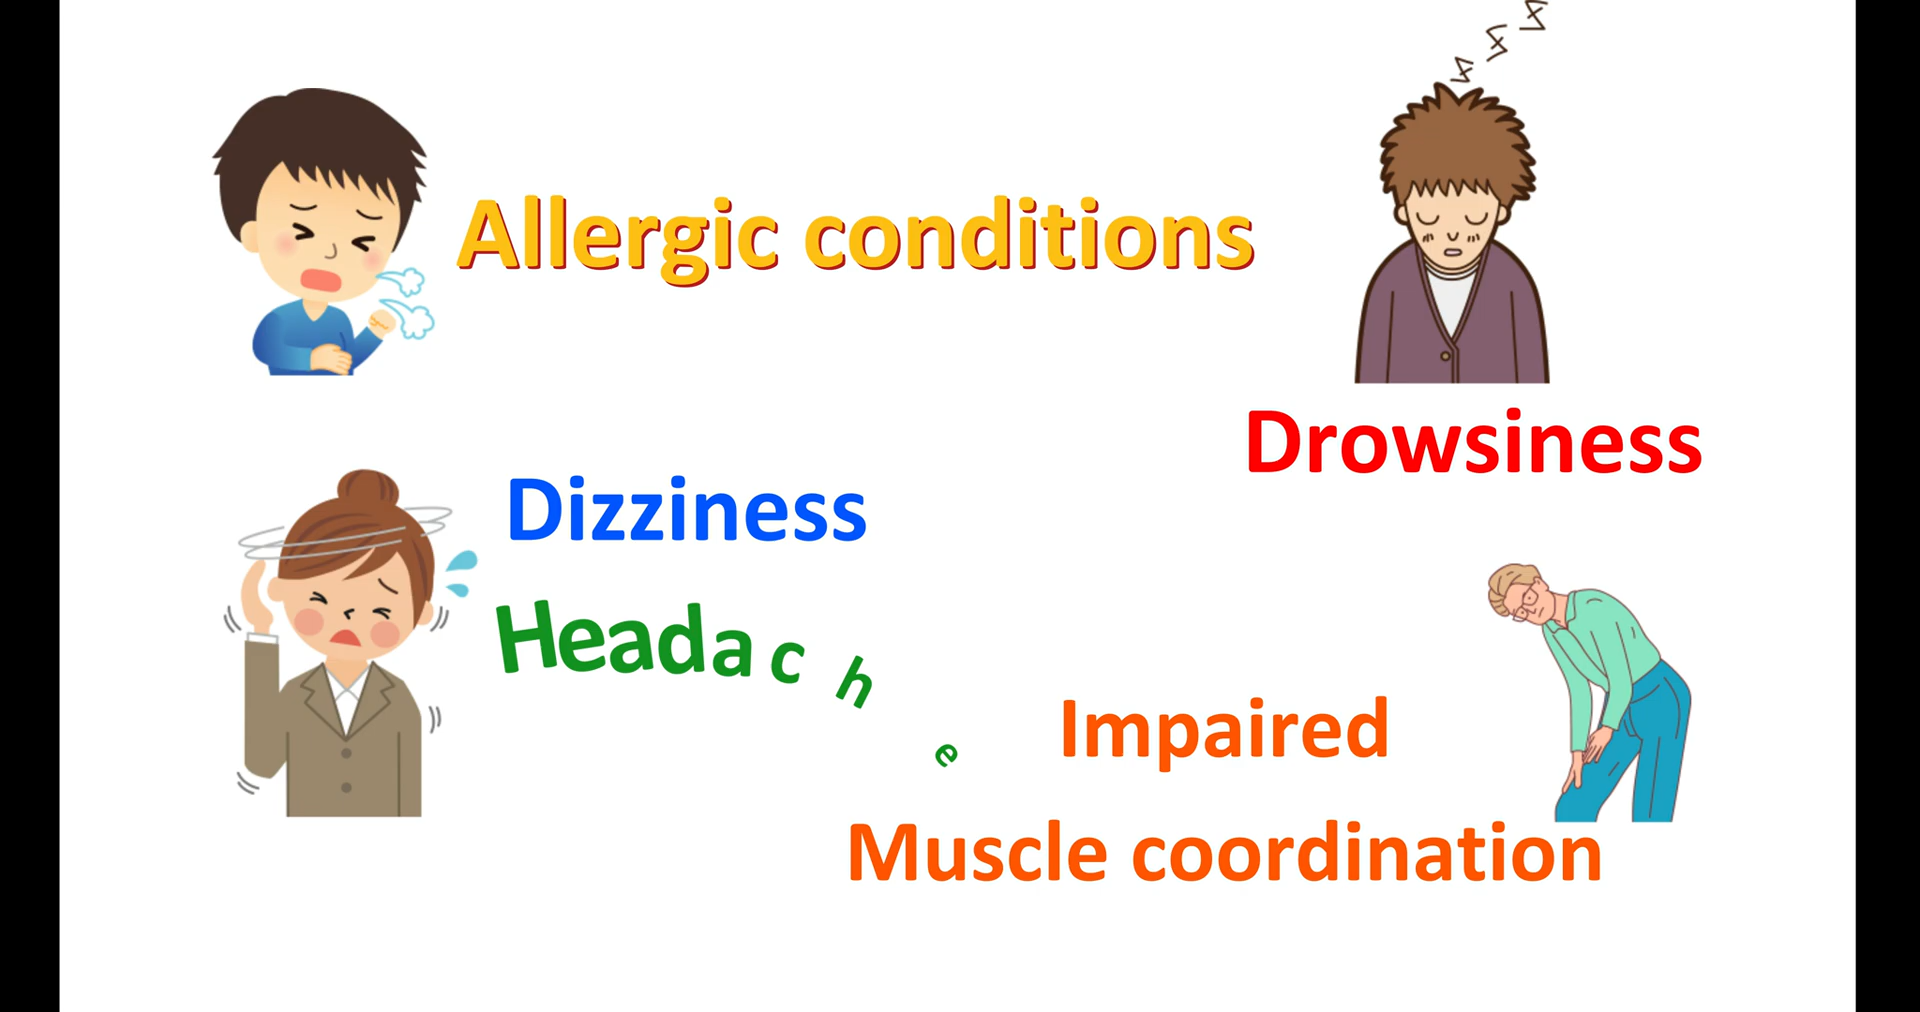 Allergic conditions
Drowsiness
Dizziness
Headache
Impaired
Muscle coordination